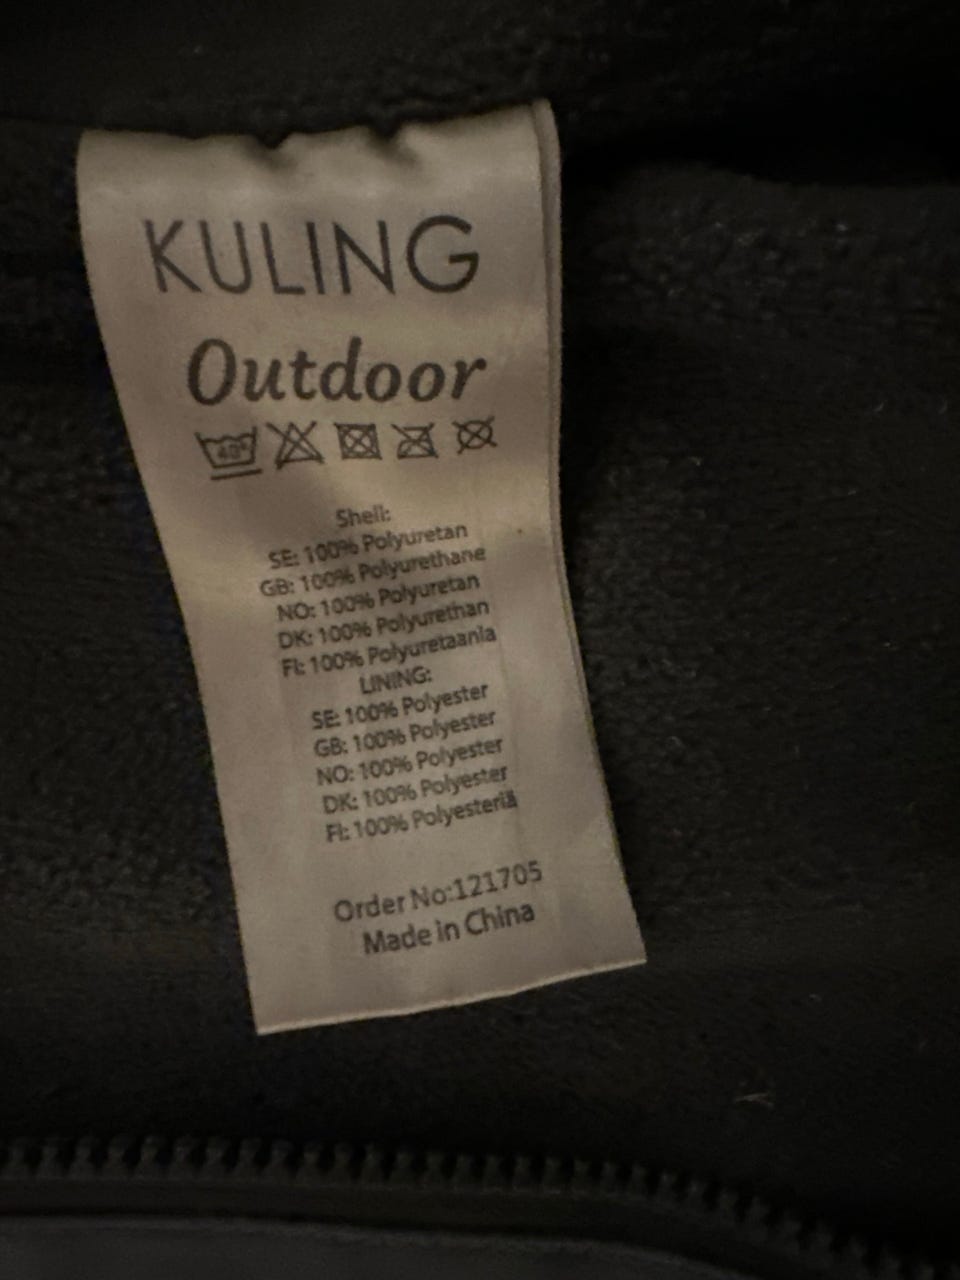 KULING
Outdoor
40°
Shell:
SE: 100% Polyuretan
GB: 100% Polyurethane
NO: 100% Polyuretan
DK: 100% Polyurethan
FI: 100% Polyuretaania
LINING:
SE: 100% Polyester
GB: 100% Polyester
NO: 100% Polyester
DK: 100% Polyester
FI: 100% Polyesteriä
Order No:121705
Made in China